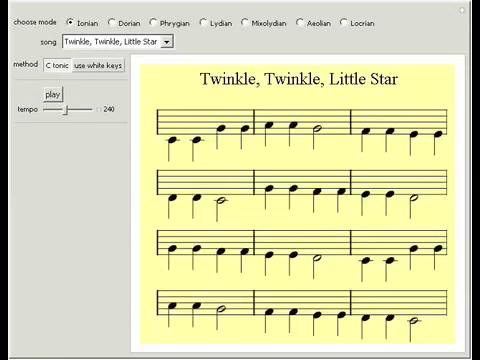 choose mode Ionian Dorian Phrygian Lydian Mixolydian Aeolian Locrian
song Twinkle, Twinkle, Little Star
method C tonic use white keys
play
tempo 240
Twinkle, Twinkle, Little Star